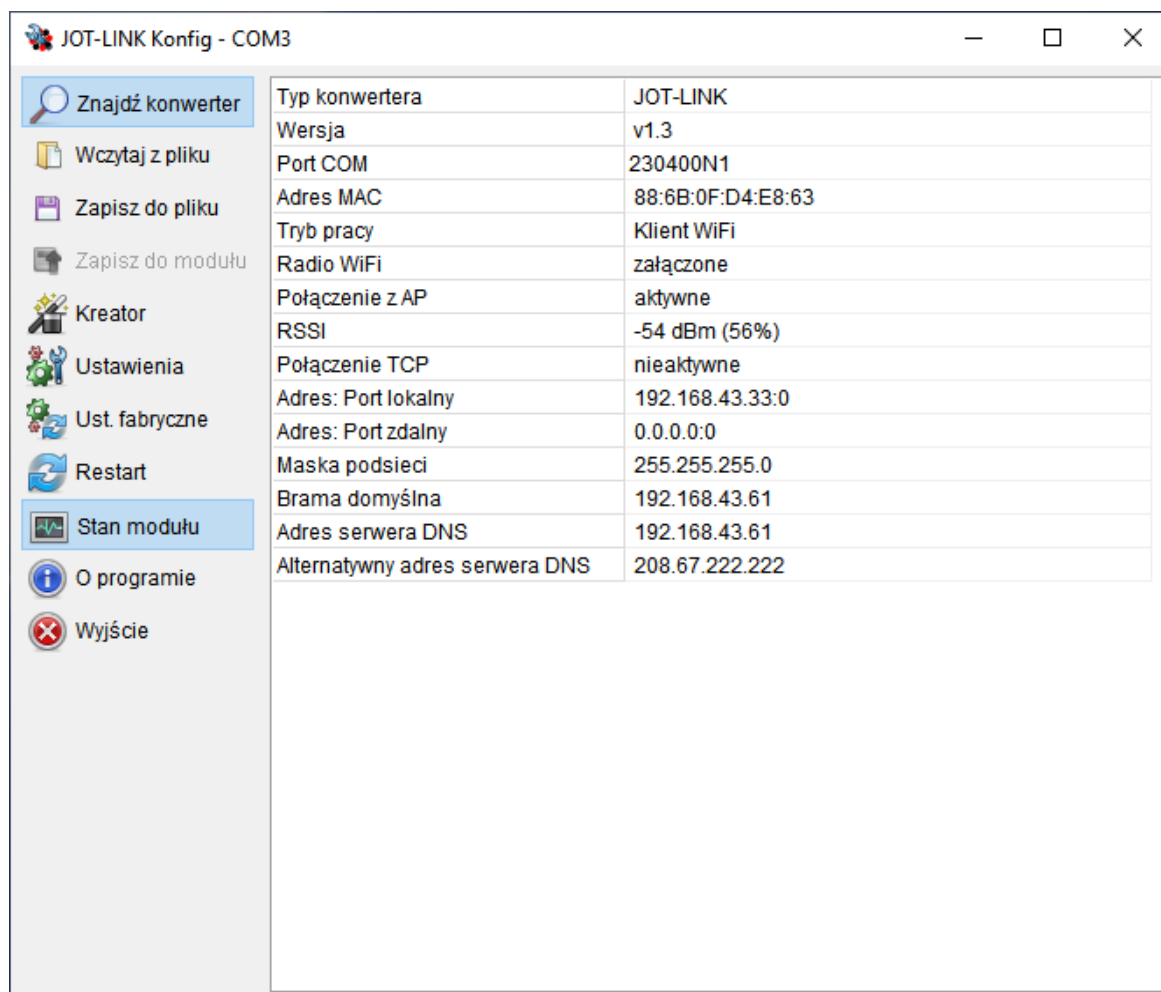 JOT-LINK Konfig - COM3
Znajdź konwerter
Wczytaj z pliku
Zapisz do pliku
Zapisz do modułu
Kreator
Ustawienia
Ust. fabryczne
Restart
Stan modułu
O programie
Wyjście
Typ konwertera JOT-LINK
Wersja v1.3
Port COM 230400N1
Adres MAC 88:6B:0F:D4:E8:63
Tryb pracy Klient WiFi
Radio WiFi załączone
Połączenie z AP aktywne
RSSI -54 dBm (56%)
Połączenie TCP nieaktywne
Adres: Port lokalny 192.168.43.33:0
Adres: Port zdalny 0.0.0.0:0
Maska podsieci 255.255.255.0
Brama domyślna 192.168.43.61
Adres serwera DNS 192.168.43.61
Alternatywny adres serwera DNS 208.67.222.222